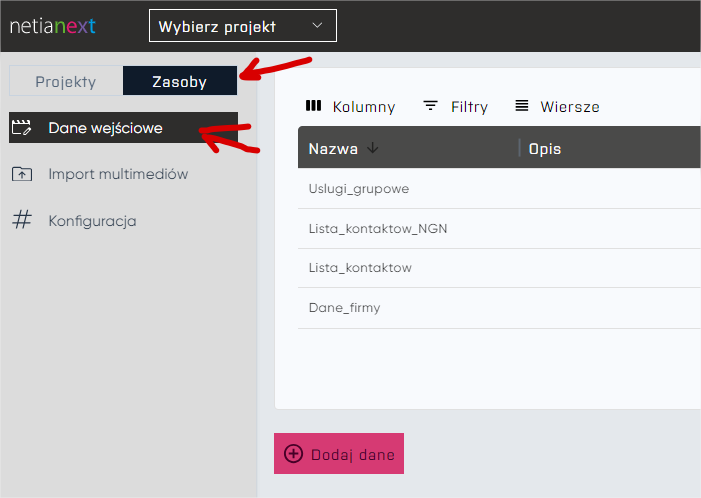 netianext Wybierz projekt
Projekty Zasoby
Dane wejściowe
Import multimediów
Konfiguracja
Kolumny Filtry Wiersze
Nazwa Opis
Uslugi_grupowe
Lista_kontaktow_NGN
Lista_kontaktow
Dane_firmy
Dodaj dane